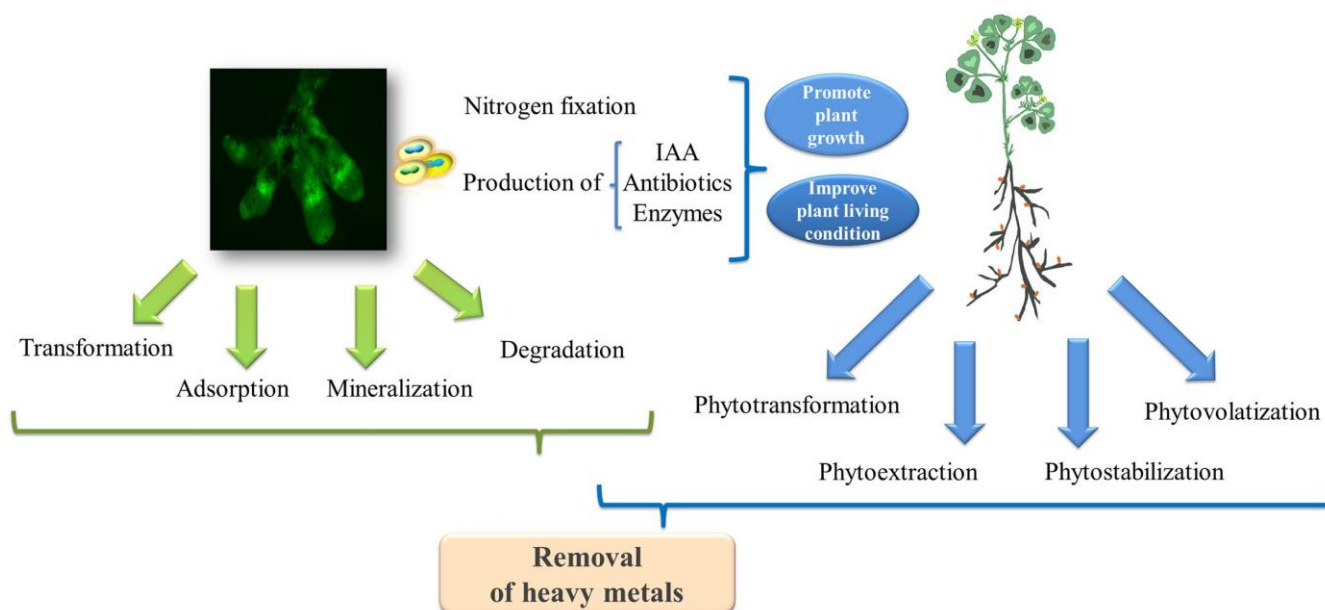 Nitrogen fixation
Production of
IAA
Antibiotics
Enzymes
Promote
plant
growth
Improve
plant living
condition
Transformation
Adsorption
Mineralization
Degradation
Phytotransformation
Phytoextraction
Phytostabilization
Phytovolatization
Removal
of heavy metals